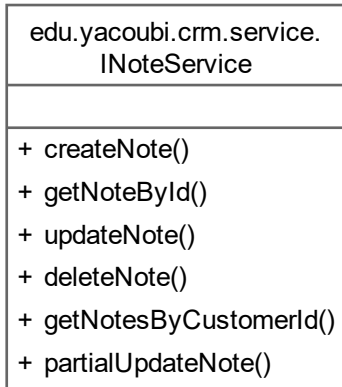 edu.yacoubi.crm.service.
INoteService
+ createNote()
+ getNoteById()
+ updateNote()
+ deleteNote()
+ getNotesByCustomerId()
+ partialUpdateNote()